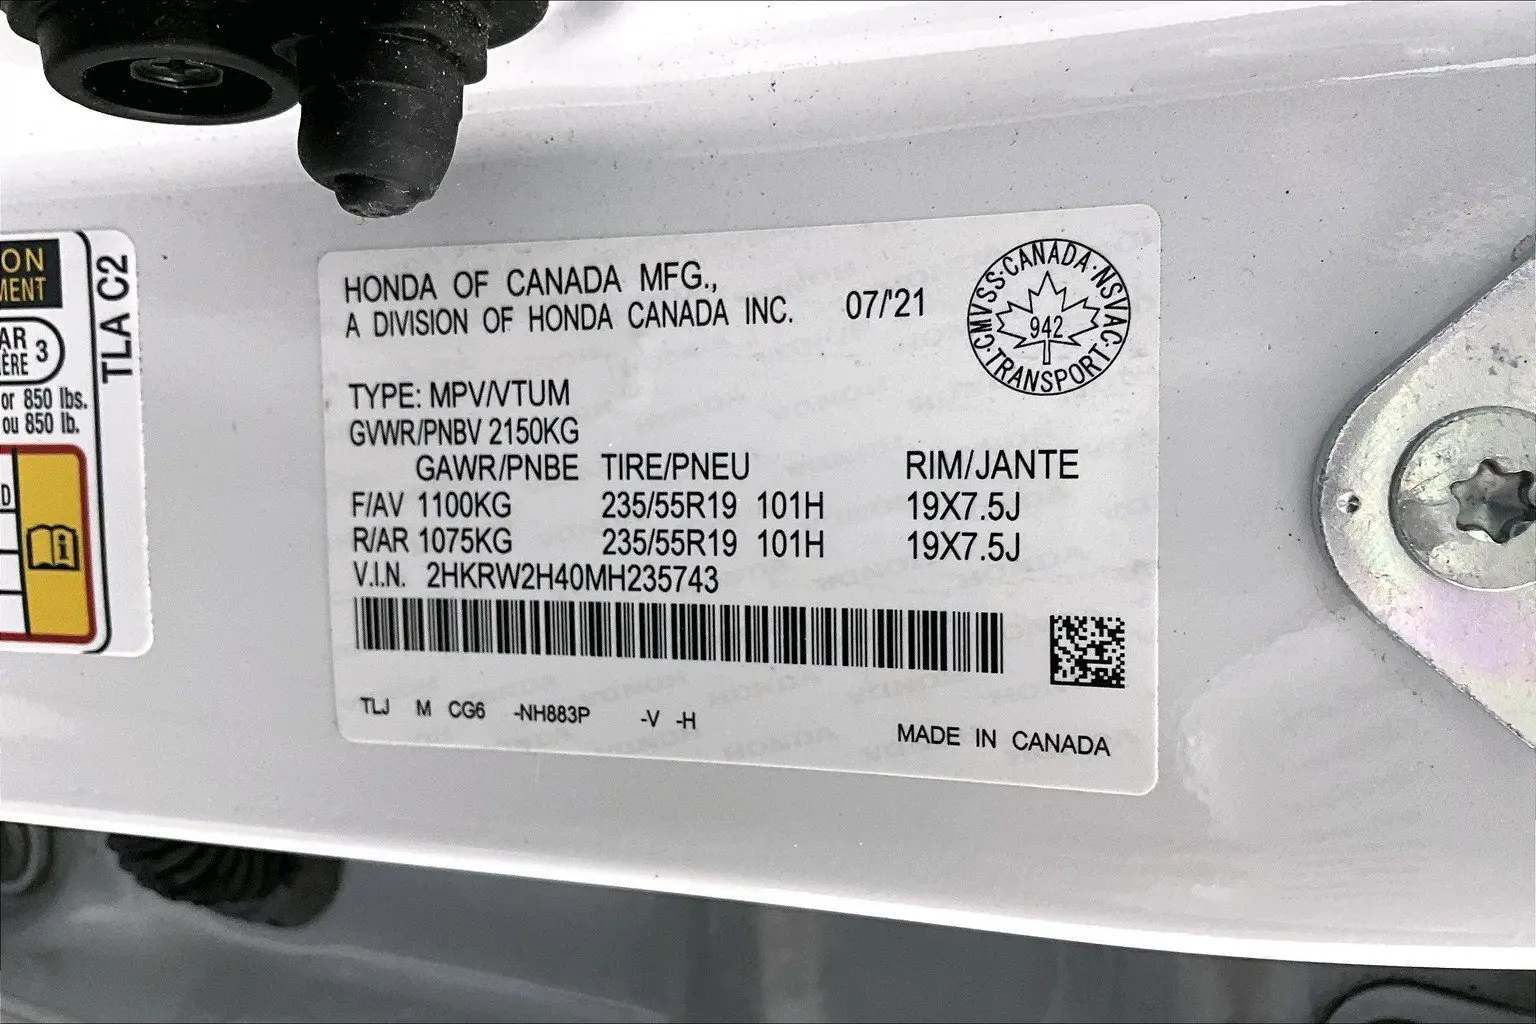 ON
MENT
AR
ÈRE 3
or 850 lbs.
ou 850 lb.
D
TLA C2
HONDA OF CANADA MFG.,
A DIVISION OF HONDA CANADA INC. 07/'21
CMVSS·CANADA·NSVAC·TRANSPORT·
942
TYPE: MPV/VTUM
GVWR/PNBV 2150KG
GAWR/PNBE TIRE/PNEU RIM/JANTE
F/AV 1100KG 235/55R19 101H 19X7.5J
R/AR 1075KG 235/55R19 101H 19X7.5J
V.I.N. 2HKRW2H40MH235743
TLJ M CG6 -NH883P -V -H
MADE IN CANADA